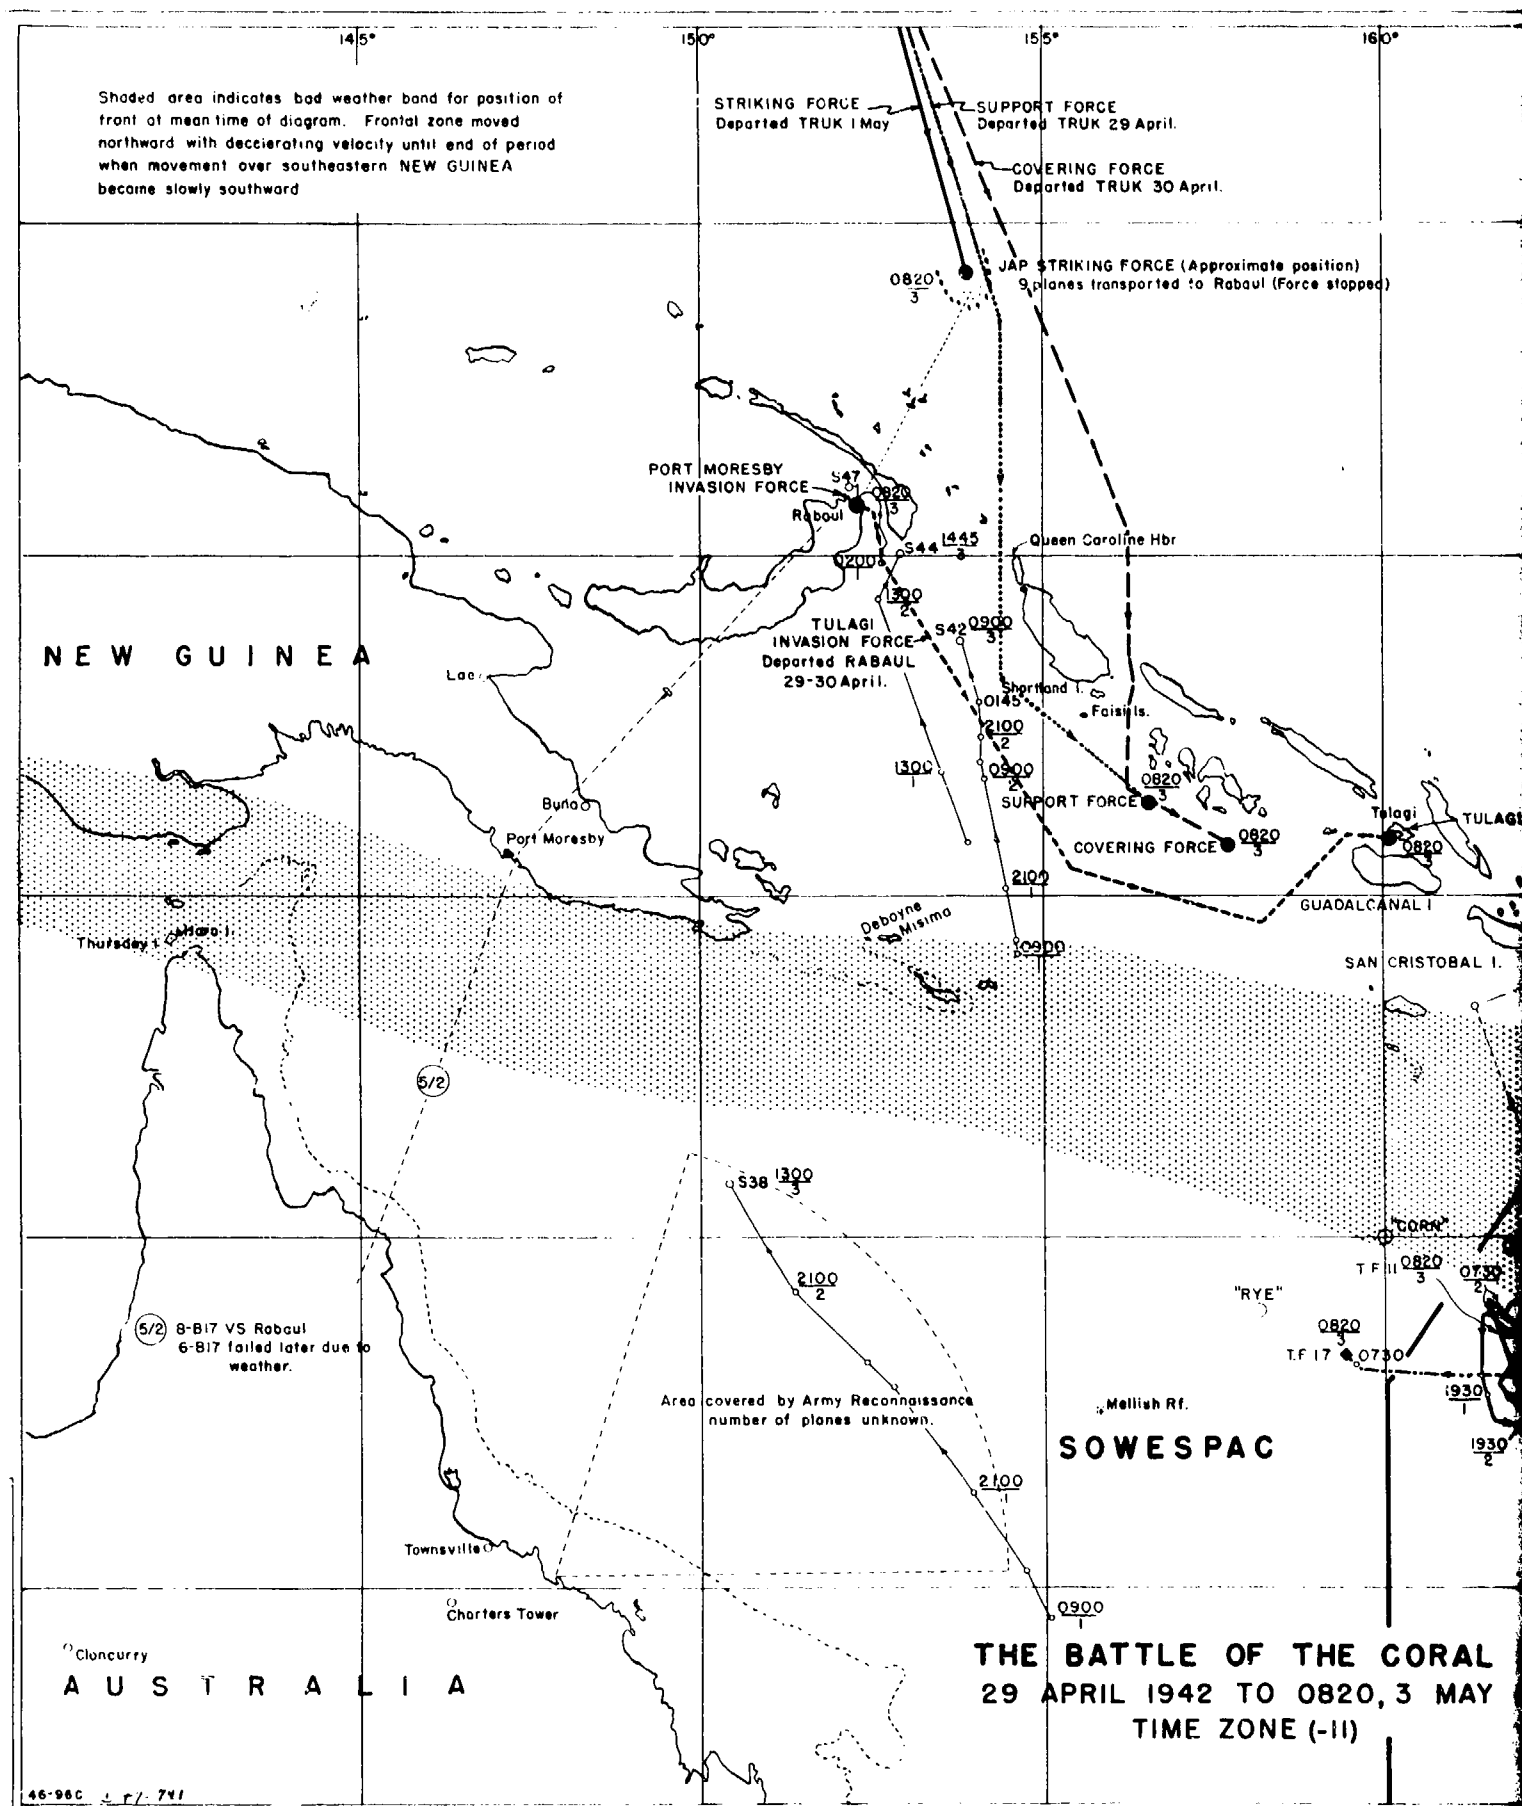 145°
150°
155°
160°
Shaded area indicates bad weather band for position of
front at mean time of diagram. Frontal zone moved
northward with decelerating velocity until end of period
when movement over southeastern NEW GUINEA
became slowly southward
STRIKING FORCE
Departed TRUK 1 May
SUPPORT FORCE
Departed TRUK 29 April.
COVERING FORCE
Departed TRUK 30 April.
0820
3
JAP STRIKING FORCE (Approximate position)
9 planes transported to Rabaul (Force stopped)
PORT MORESBY
INVASION FORCE
S47
0820
3
Rabaul
S44 1445
3
Queen Caroline Hbr
0200
1
1300
2
TULAGI
INVASION FORCE
Departed RABAUL
29-30 April.
S42 0900
3
NEW GUINEA
Lae
Shortland I.
0145
Faisi Is.
2100
2
1300
1
0900
2
0820
3
SUPPORT FORCE
Buna
Port Moresby
Tulagi
TULAGI
COVERING FORCE
0820
3
0820
3
2100
1
GUADALCANAL I
Deboyne
Misima
Thursday I.
0900
1
SAN CRISTOBAL I.
5/2
S38 1300
3
"CORN"
T F 11 0820
3
0730
2
2100
2
"RYE"
5/2 8-B17 VS Rabaul
6-B17 failed later due to
weather.
0820
3
T.F 17 0730
1930
1
Area covered by Army Reconnaissance
number of planes unknown.
Mellish Rf.
SOWESPAC
1930
2
2100
1
Townsville
Charters Tower
0900
1
Cloncurry
AUSTRALIA
THE BATTLE OF THE CORAL
29 APRIL 1942 TO 0820, 3 MAY
TIME ZONE (-11)
46-96C